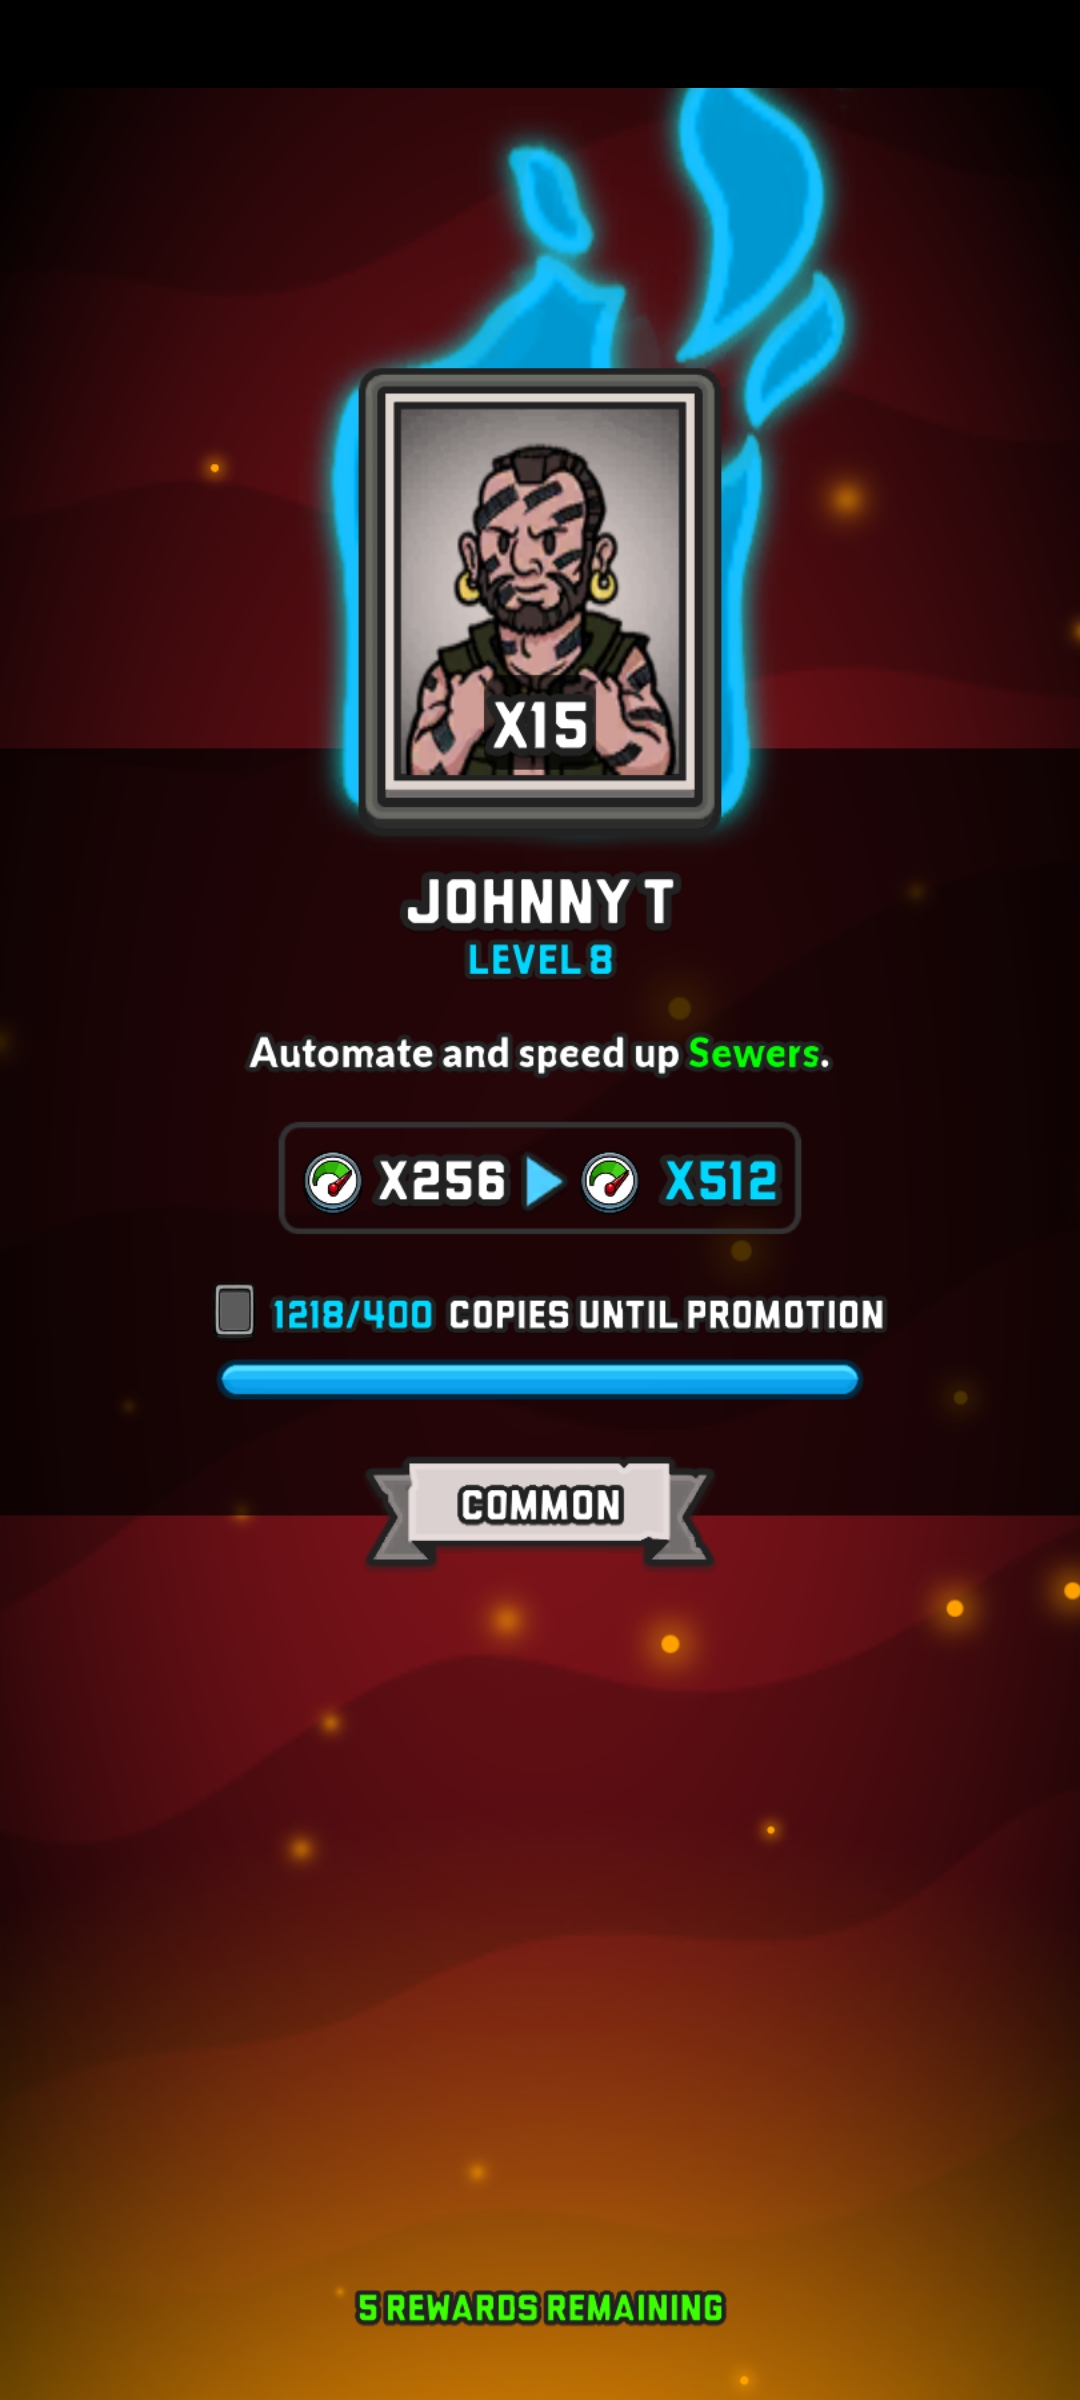 X15
JOHNNY T
LEVEL 8
Automate and speed up Sewers.
X256 X512
1218/400 COPIES UNTIL PROMOTION
COMMON
5 REWARDS REMAINING